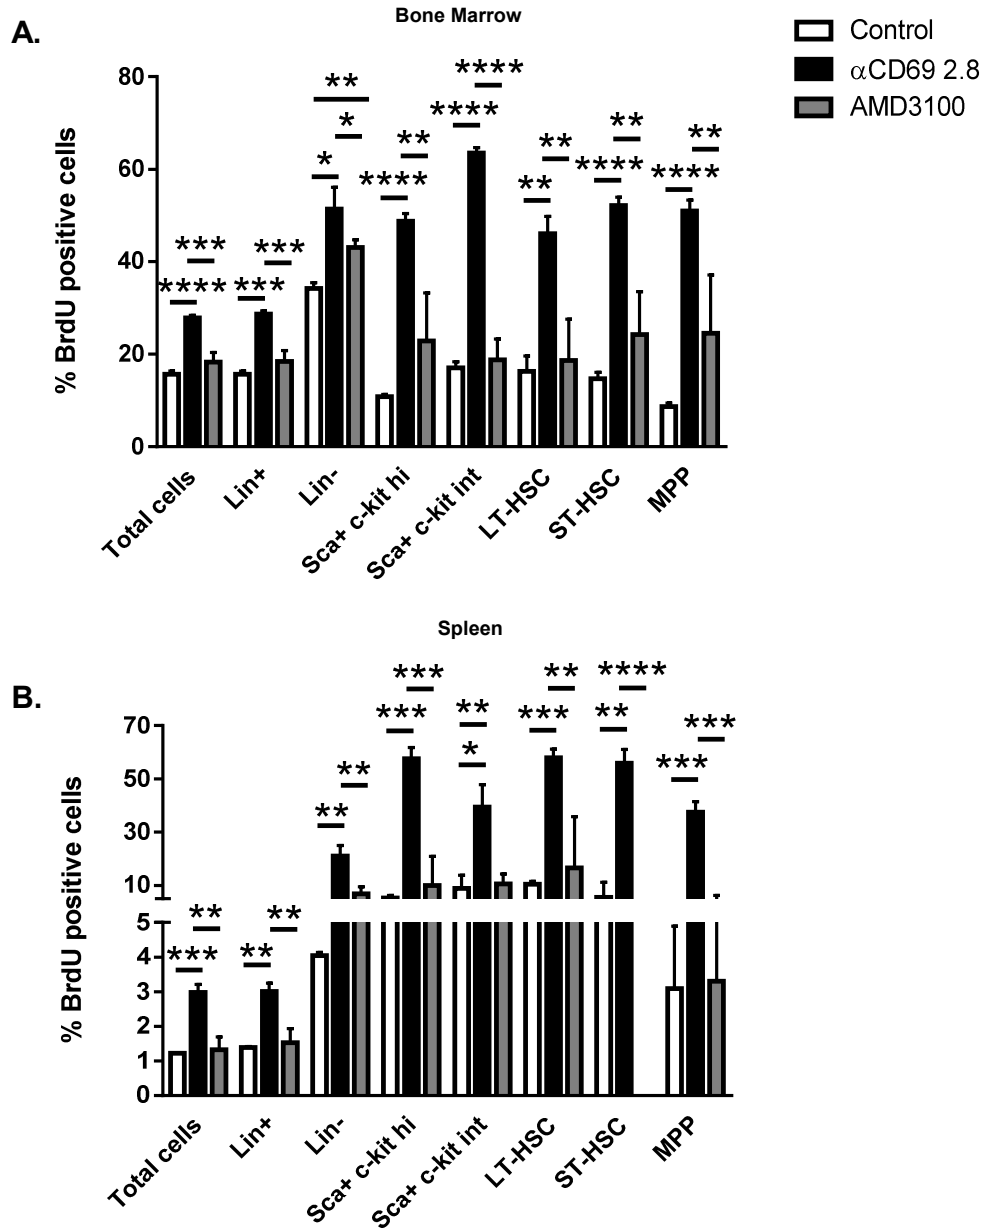 Bone Marrow
A.
Control
αCD69 2.8
AMD3100
% BrdU positive cells
80
60
40
20
0
**** *** *** *** * * ** **** ** **** **** ** ** **** ** **** **
Total cells
Lin+
Lin-
Sca+ c-kit hi
Sca+ c-kit int
LT-HSC
ST-HSC
MPP
Spleen
B.
% BrdU positive cells
70
50
30
10
5
4
3
2
1
0
*** ** ** ** ** ** *** *** * ** *** ** ** **** *** ***
Total cells
Lin+
Lin-
Sca+ c-kit hi
Sca+ c-kit int
LT-HSC
ST-HSC
MPP